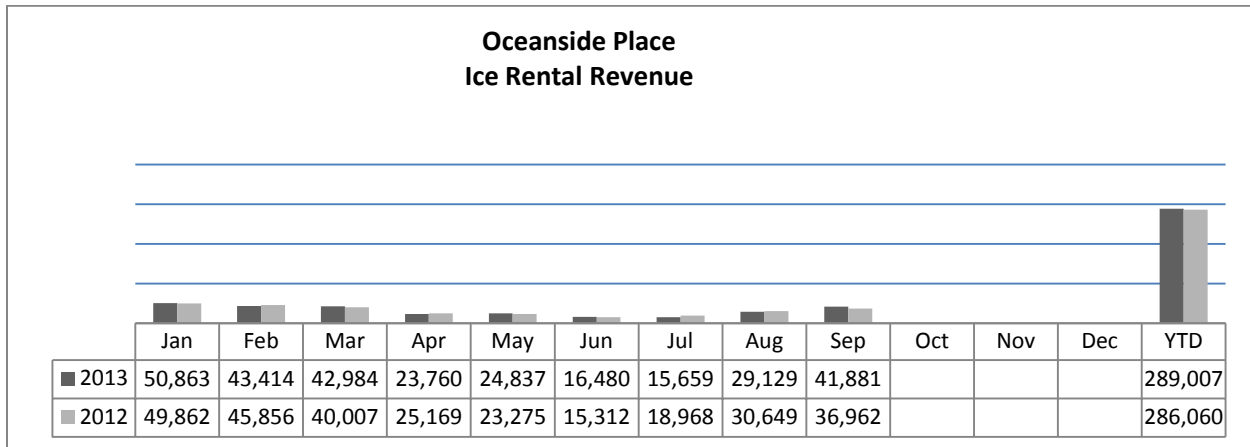 Oceanside Place
Ice Rental Revenue
Jan Feb Mar Apr May Jun Jul Aug Sep Oct Nov Dec YTD
2013 50,863 43,414 42,984 23,760 24,837 16,480 15,659 29,129 41,881 289,007
2012 49,862 45,856 40,007 25,169 23,275 15,312 18,968 30,649 36,962 286,060